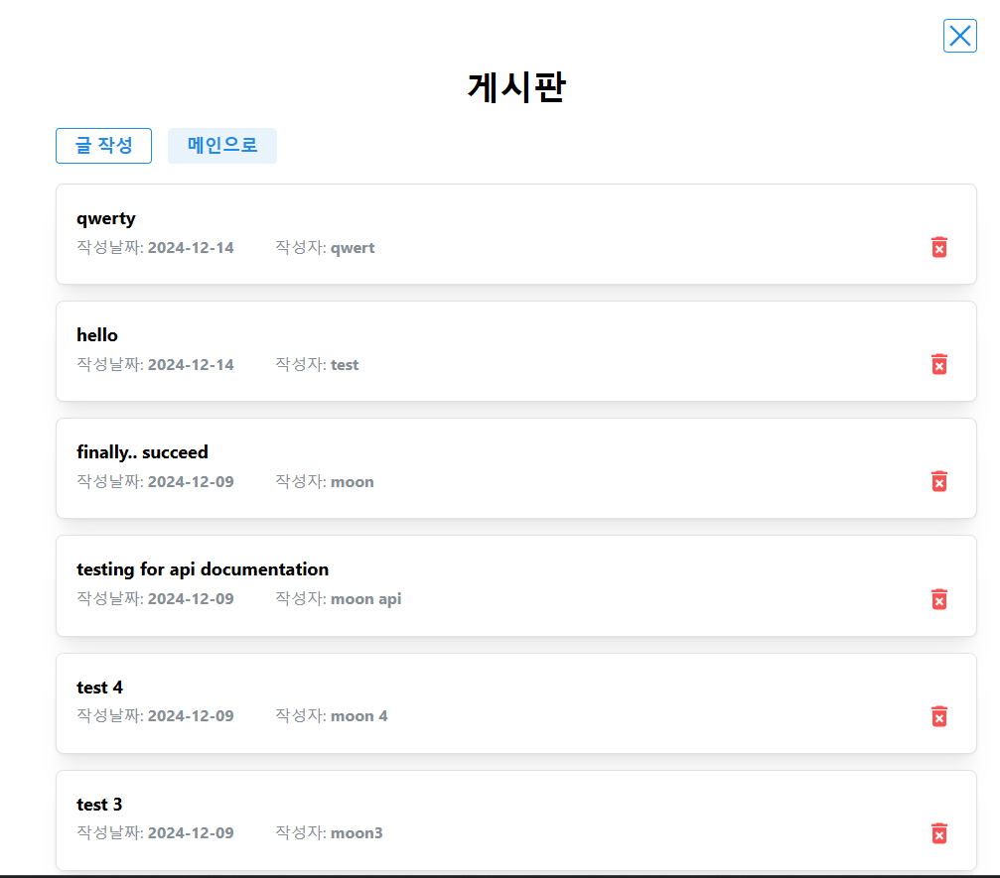 게시판
글 작성 메인으로
qwerty
작성날짜: 2024-12-14 작성자: qwert
hello
작성날짜: 2024-12-14 작성자: test
finally.. succeed
작성날짜: 2024-12-09 작성자: moon
testing for api documentation
작성날짜: 2024-12-09 작성자: moon api
test 4
작성날짜: 2024-12-09 작성자: moon 4
test 3
작성날짜: 2024-12-09 작성자: moon3